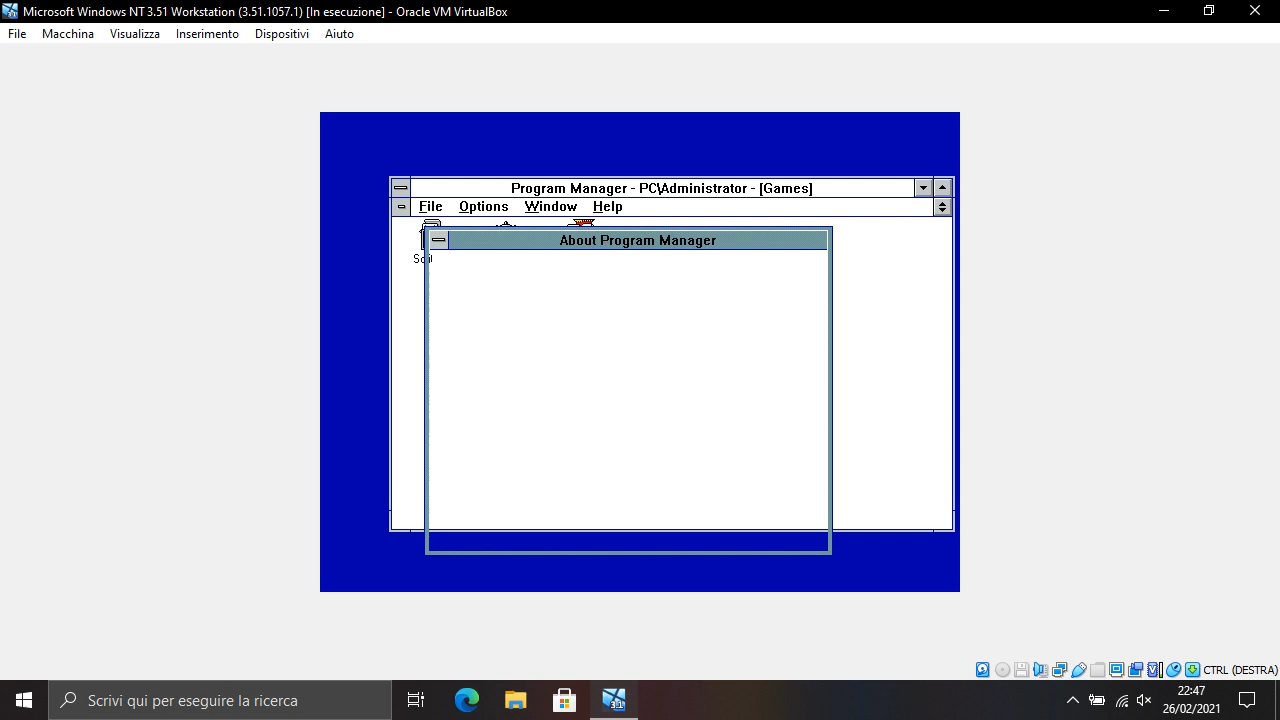 Microsoft Windows NT 3.51 Workstation (3.51.1057.1) [In esecuzione] - Oracle VM VirtualBox
File Macchina Visualizza Inserimento Dispositivi Aiuto
Program Manager - PC\Administrator - [Games]
File Options Window Help
About Program Manager
CTRL (DESTRA)
Scrivi qui per eseguire la ricerca
3.1
22:47
26/02/2021